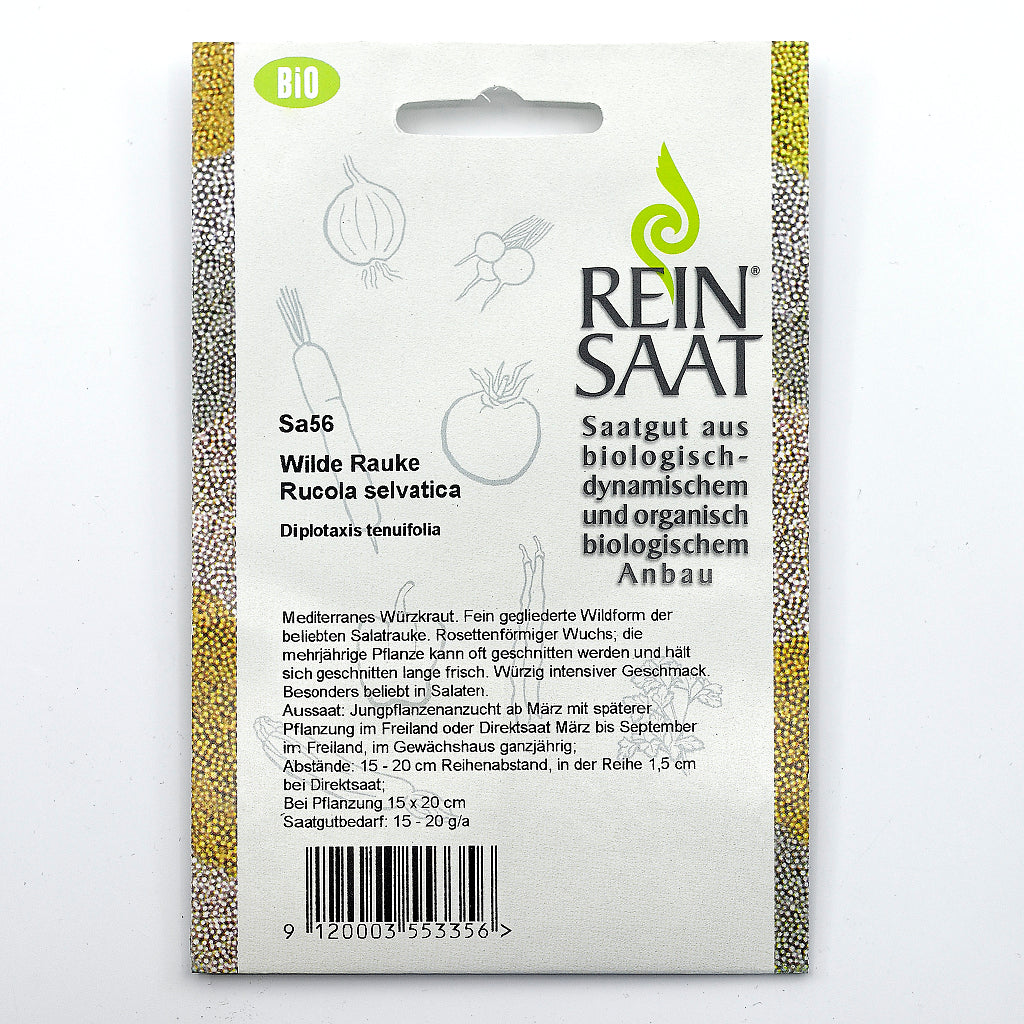 BiO
REIN
SAAT®
Saatgut aus
biologisch-
dynamischem
und organisch
biologischem
Anbau
Sa56
Wilde Rauke
Rucola selvatica
Diplotaxis tenuifolia
Mediterranes Würzkraut. Fein gegliederte Wildform der
beliebten Salatrauke. Rosettenförmiger Wuchs; die
mehrjährige Pflanze kann oft geschnitten werden und hält
sich geschnitten lange frisch. Würzig intensiver Geschmack.
Besonders beliebt in Salaten.
Aussaat: Jungpflanzenanzucht ab März mit späterer
Pflanzung im Freiland oder Direktsaat März bis September
im Freiland, im Gewächshaus ganzjährig;
Abstände: 15 - 20 cm Reihenabstand, in der Reihe 1,5 cm
bei Direktsaat;
Bei Pflanzung 15 x 20 cm
Saatgutbedarf: 15 - 20 g/a
9 120003 553356 >